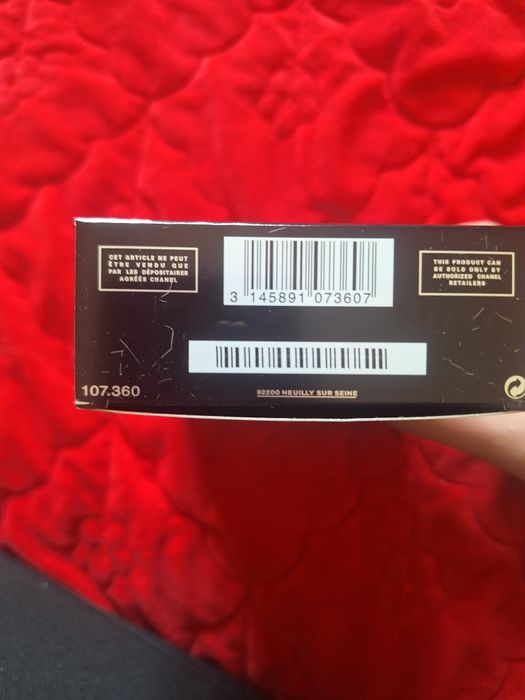 CET ARTICLE NE PEUT
ÊTRE VENDU QUE
PAR LES DÉPOSITAIRES
AGRÉÉS CHANEL
3 145891 073607
THIS PRODUCT CAN
BE SOLD ONLY BY
AUTHORIZED CHANEL
RETAILERS
107.360
92200 NEUILLY SUR SEINE